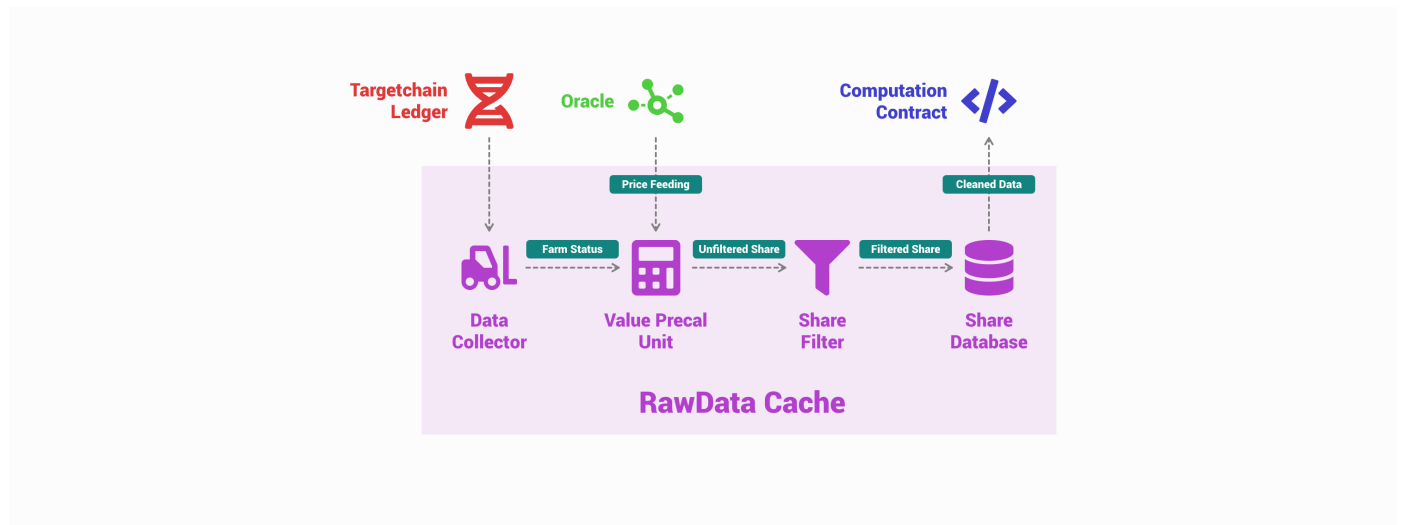 Targetchain
Ledger
Oracle
Computation
Contract
Price Feeding
Cleaned Data
Farm Status
Unfiltered Share
Filtered Share
Data
Collector
Value Precal
Unit
Share
Filter
Share
Database
RawData Cache